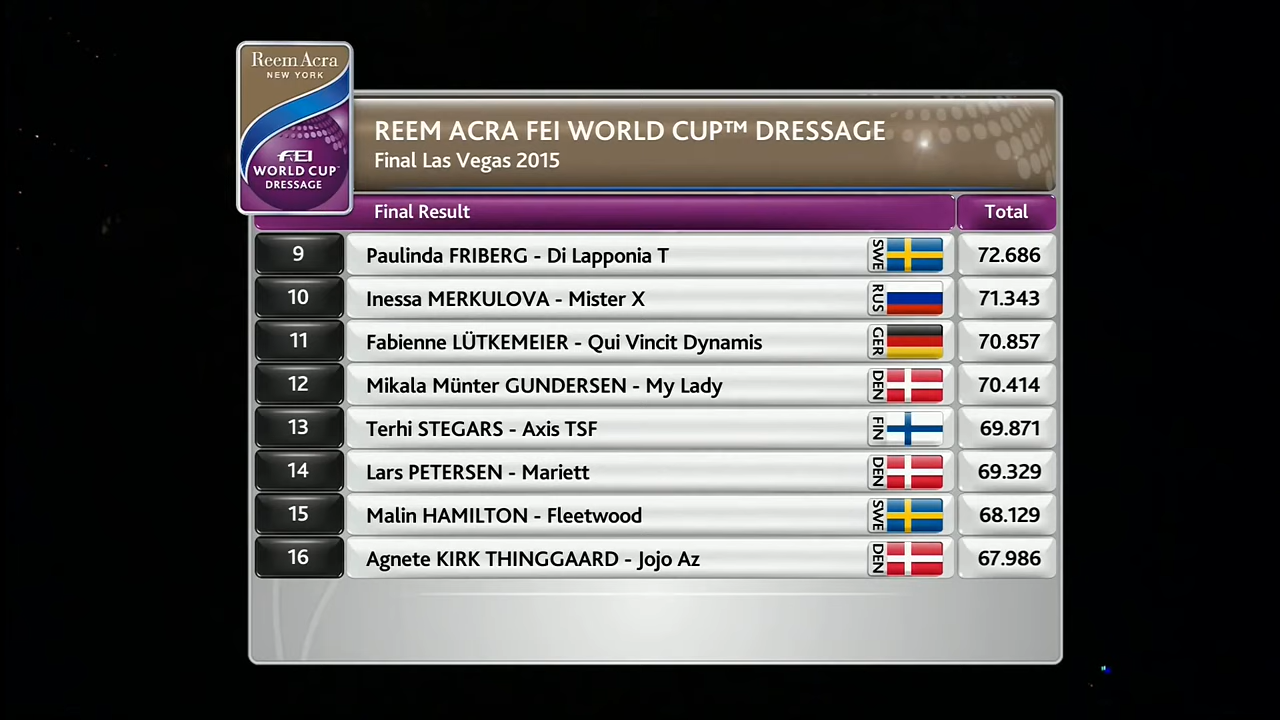 Reem Acra
NEW YORK
FEI
WORLD CUP™
DRESSAGE
REEM ACRA FEI WORLD CUP™ DRESSAGE
Final Las Vegas 2015
Final Result Total
9 Paulinda FRIBERG - Di Lapponia T SWE 72.686
10 Inessa MERKULOVA - Mister X RUS 71.343
11 Fabienne LÜTKEMEIER - Qui Vincit Dynamis GER 70.857
12 Mikala Münter GUNDERSEN - My Lady DEN 70.414
13 Terhi STEGARS - Axis TSF FIN 69.871
14 Lars PETERSEN - Mariett DEN 69.329
15 Malin HAMILTON - Fleetwood SWE 68.129
16 Agnete KIRK THINGGAARD - Jojo Az DEN 67.986